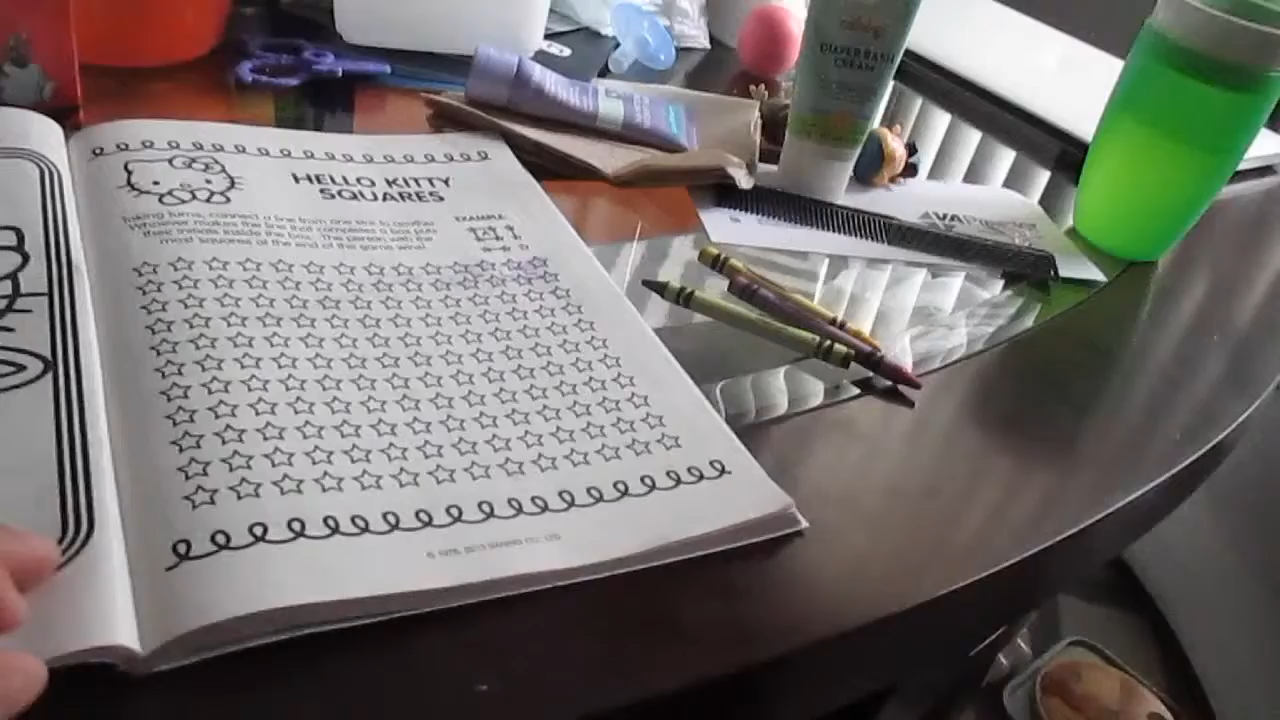 HELLO KITTY
SQUARES
Taking turns, connect a line from one star to another.
Whoever makes the line that completes a box puts
their initials inside the box. The person with the
most squares at the end of the game wins!
EXAMPLE:
DIAPER RASH
CREAM